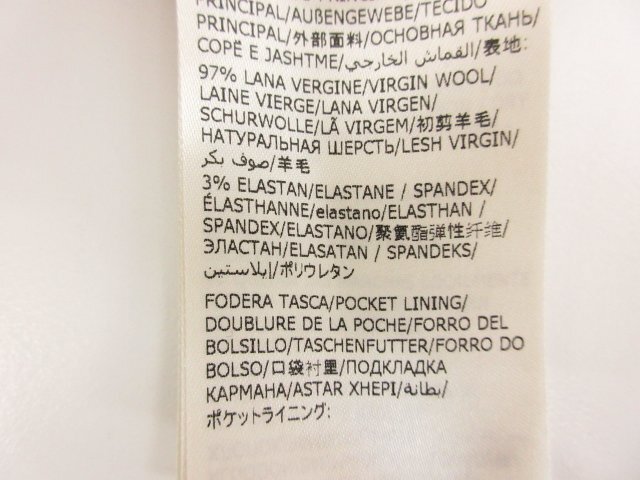 PRINCIPAL/AUßENGEWEBE/TECIDO
PRINCIPAL/外部面料/ОСНОВНАЯ ТКАНЬ/
COPË E JASHTME/القماش الخارجي/表地:
97% LANA VERGINE/VIRGIN WOOL/
LAINE VIERGE/LANA VIRGEN/
SCHURWOLLE/LÃ VIRGEM/初剪羊毛/
НАТУРАЛЬНАЯ ШЕРСТЬ/LESH VIRGIN/
صوف بكر/羊毛
3% ELASTAN/ELASTANE / SPANDEX/
ÉLASTHANNE/elastano/ELASTHAN /
SPANDEX/ELASTANO/聚氨酯弹性纤维/
ЭЛАСТАН/ELASATAN / SPANDEKS/
إيلاستين/ポリウレタン
FODERA TASCA/POCKET LINING/
DOUBLURE DE LA POCHE/FORRO DEL
BOLSILLO/TASCHENFUTTER/FORRO DO
BOLSO/口袋衬里/ПОДКЛАДКА
КАРМАНА/ASTAR XHEPI/بطانة/
ポケットライニング: